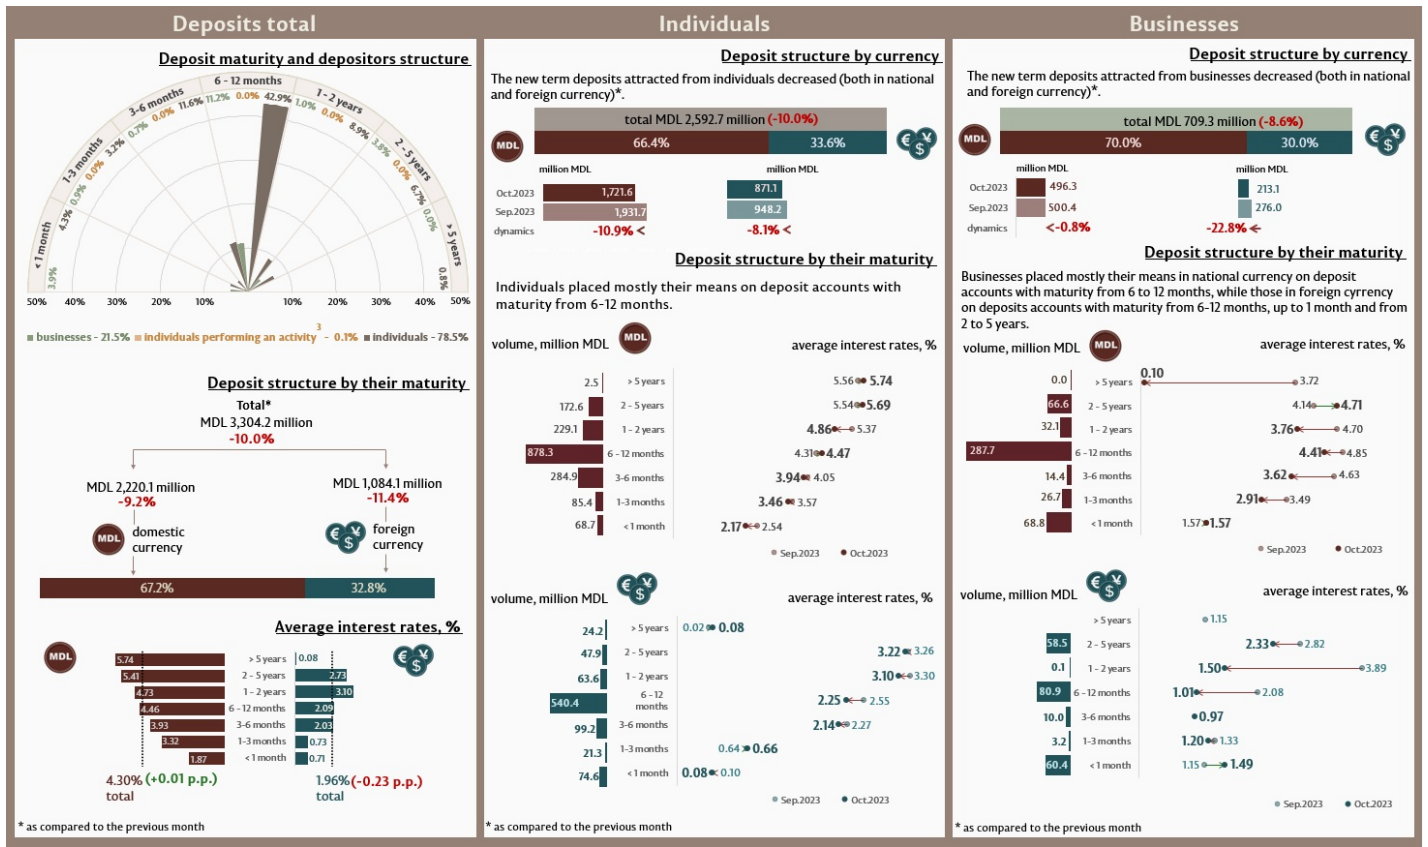 Deposits total
Deposit maturity and depositors structure
< 1 month
1-3 months
3-6 months
6 - 12 months
1 - 2 years
2 - 5 years
> 5 years
3.9%
4.3%
0.9%
0.0%
3.2%
0.7%
0.0%
11.6%
11.2%
0.0%
42.9%
1.0%
0.0%
8.9%
3.8%
0.0%
6.7%
0.0%
0.8%
50% 40% 30% 20% 10% 10% 20% 30% 40% 50%
businesses - 21.5% individuals performing an activity 3 - 0.1% individuals - 78.5%
Deposit structure by their maturity
Total*
MDL 3,304.2 million
-10.0%
MDL 2,220.1 million
-9.2%
MDL 1,084.1 million
-11.4%
MDL
domestic currency
€ ¥ $
foreign currency
67.2% 32.8%
Average interest rates, %
MDL
€ ¥ $
5.74 > 5 years 0.08
5.41 2 - 5 years 2.73
4.73 1 - 2 years 3.10
4.46 6 - 12 months 2.09
3.93 3-6 months 2.03
3.32 1-3 months 0.73
1.87 < 1 month 0.71
4.30% (+0.01 p.p.)
total
1.96% (-0.23 p.p.)
total
* as compared to the previous month
Individuals
Deposit structure by currency
The new term deposits attracted from individuals decreased (both in national
and foreign currency)*.
total MDL 2,592.7 million (-10.0%)
MDL
66.4% 33.6%
€ ¥ $
million MDL million MDL
Oct.2023 1,721.6 871.1
Sep.2023 1,931.7 948.2
dynamics -10.9% < -8.1% <
Deposit structure by their maturity
Individuals placed mostly their means on deposit accounts with
maturity from 6-12 months.
volume, million MDL MDL average interest rates, %
2.5 > 5 years 5.56 5.74
172.6 2 - 5 years 5.54 5.69
229.1 1 - 2 years 4.86 5.37
878.3 6 - 12 months 4.31 4.47
284.9 3-6 months 3.94 4.05
85.4 1-3 months 3.46 3.57
68.7 < 1 month 2.17 2.54
Sep.2023 Oct.2023
volume, million MDL € ¥ $ average interest rates, %
24.2 > 5 years 0.02 0.08
47.9 2 - 5 years 3.22 3.26
63.6 1 - 2 years 3.10 3.30
540.4 6 - 12 months 2.25 2.55
99.2 3-6 months 2.14 2.27
21.3 1-3 months 0.64 0.66
74.6 < 1 month 0.08 0.10
Sep.2023 Oct.2023
* as compared to the previous month
Businesses
Deposit structure by currency
The new term deposits attracted from businesses decreased (both in national
and foreign currency)*.
total MDL 709.3 million (-8.6%)
MDL
70.0% 30.0%
€ ¥ $
million MDL million MDL
Oct.2023 496.3 213.1
Sep.2023 500.4 276.0
dynamics <-0.8% -22.8%
Deposit structure by their maturity
Businesses placed mostly their means in national currency on deposit
accounts with maturity from 6 to 12 months, while those in foreign cyrrency
on deposits accounts with maturity from 6-12 months, up to 1 month and from
2 to 5 years.
volume, million MDL MDL average interest rates, %
0.0 > 5 years 0.10 3.72
66.6 2 - 5 years 4.14 4.71
32.1 1 - 2 years 3.76 4.70
287.7 6 - 12 months 4.41 4.85
14.4 3-6 months 3.62 4.63
26.7 1-3 months 2.91 3.49
68.8 < 1 month 1.57 1.57
Sep.2023 Oct.2023
volume, million MDL € ¥ $ average interest rates, %
> 5 years 1.15
58.5 2 - 5 years 2.33 2.82
0.1 1 - 2 years 1.50 3.89
80.9 6 - 12 months 1.01 2.08
10.0 3-6 months 0.97
3.2 1-3 months 1.20 1.33
60.4 < 1 month 1.15 1.49
Sep.2023 Oct.2023
* as compared to the previous month